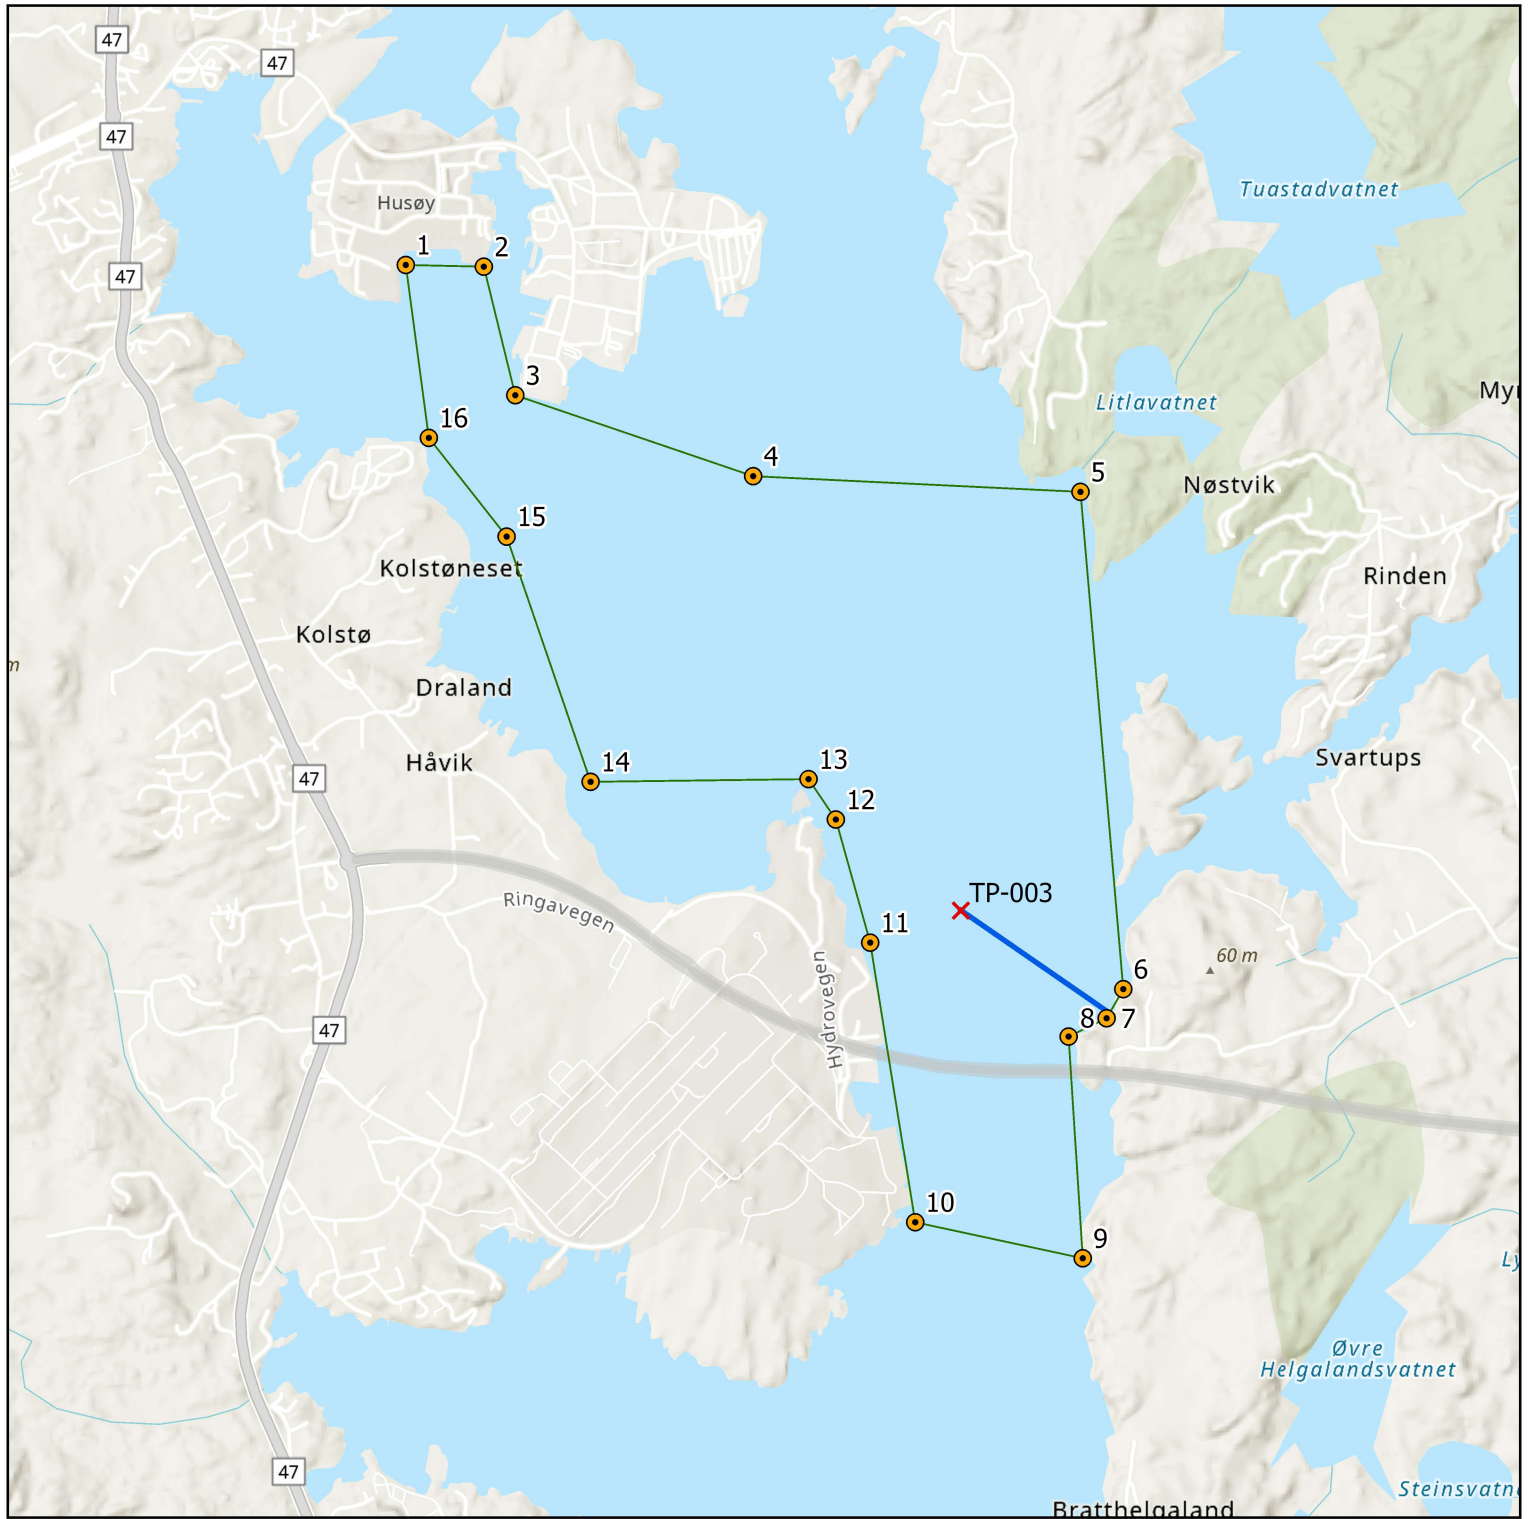 47
47
47
Husøy
Tuastadvatnet
1
2
47
3
Litlavatnet
16
4
5
Nøstvik
15
Kolstøneset
Rinden
Kolstø
m
Draland
Håvik
14
13
12
Svartups
47
Ringavegen
TP-003
11
Hydrovegen
60 m
6
7
8
47
10
9
Øvre
Helgalandsvatnet
47
Steinsvatn
Bratthelgaland